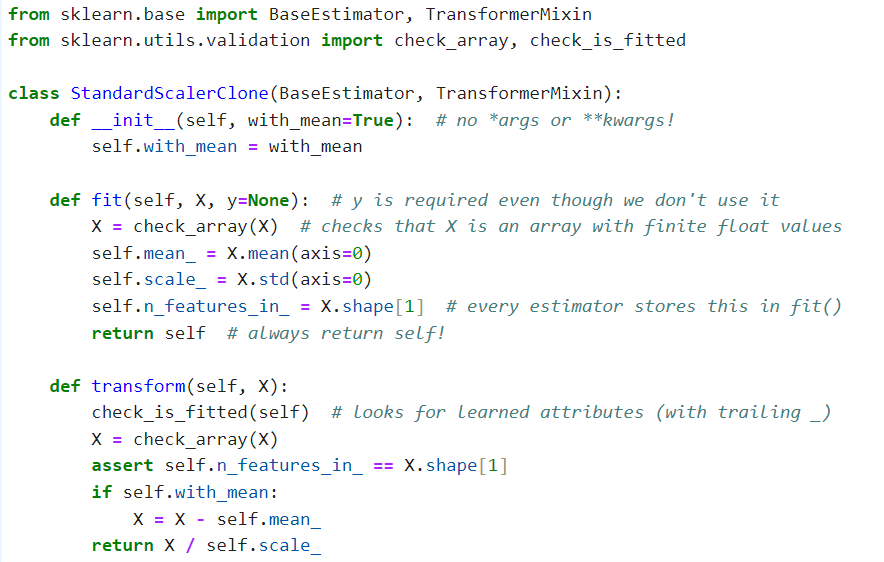 from sklearn.base import BaseEstimator, TransformerMixin
from sklearn.utils.validation import check_array, check_is_fitted

class StandardScalerClone(BaseEstimator, TransformerMixin):
    def __init__(self, with_mean=True):  # no *args or **kwargs!
        self.with_mean = with_mean

    def fit(self, X, y=None):  # y is required even though we don't use it
        X = check_array(X)  # checks that X is an array with finite float values
        self.mean_ = X.mean(axis=0)
        self.scale_ = X.std(axis=0)
        self.n_features_in_ = X.shape[1]  # every estimator stores this in fit()
        return self  # always return self!

    def transform(self, X):
        check_is_fitted(self)  # looks for learned attributes (with trailing _)
        X = check_array(X)
        assert self.n_features_in_ == X.shape[1]
        if self.with_mean:
            X = X - self.mean_
        return X / self.scale_